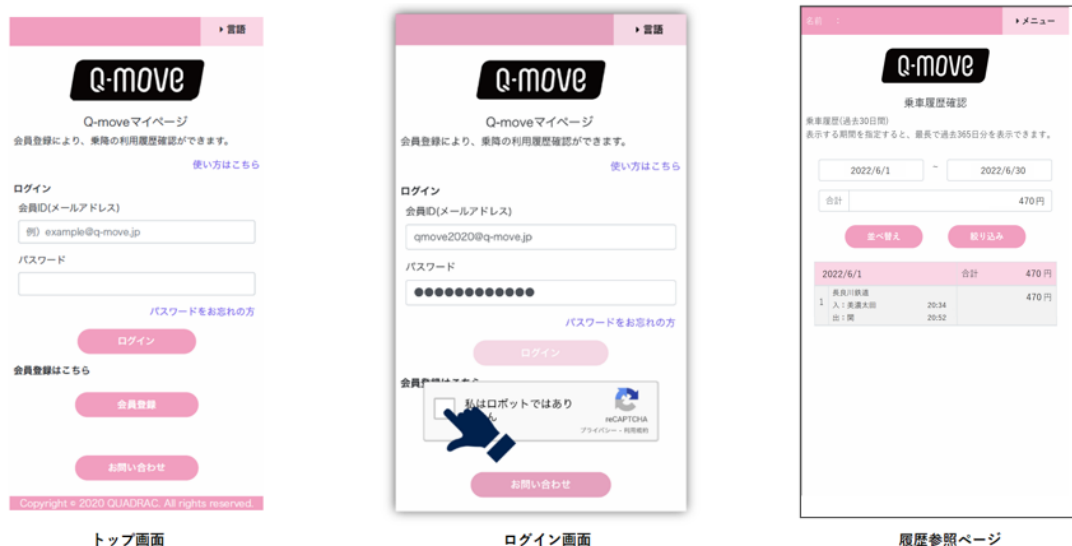 ▸ 言語
Q-move
Q-moveマイページ
会員登録により、乗降の利用履歴確認ができます。
使い方はこちら
ログイン
会員ID(メールアドレス)
例）example@q-move.jp
パスワード
パスワードをお忘れの方
ログイン
会員登録はこちら
会員登録
お問い合わせ
Copyright © 2020 QUADRAC. All rights reserved.
トップ画面
▸ 言語
Q-move
Q-moveマイページ
会員登録により、乗降の利用履歴確認ができます。
使い方はこちら
ログイン
会員ID(メールアドレス)
qmove2020@q-move.jp
パスワード
●●●●●●●●●●●●
パスワードをお忘れの方
ログイン
会員登録はこちら
私はロボットではあり
ん
reCAPTCHA
プライバシー - 利用規約
お問い合わせ
ログイン画面
名前 :
▸ メニュー
Q-move
乗車履歴確認
乗車履歴(過去30日間)
表示する期間を指定すると、最長で過去365日分を表示できます。
2022/6/1 − 2022/6/30
合計 470円
並べ替え 絞り込み
2022/6/1 合計 470 円
1 長良川鉄道 470 円
入：美濃太田 20:34
出：関 20:52
履歴参照ページ